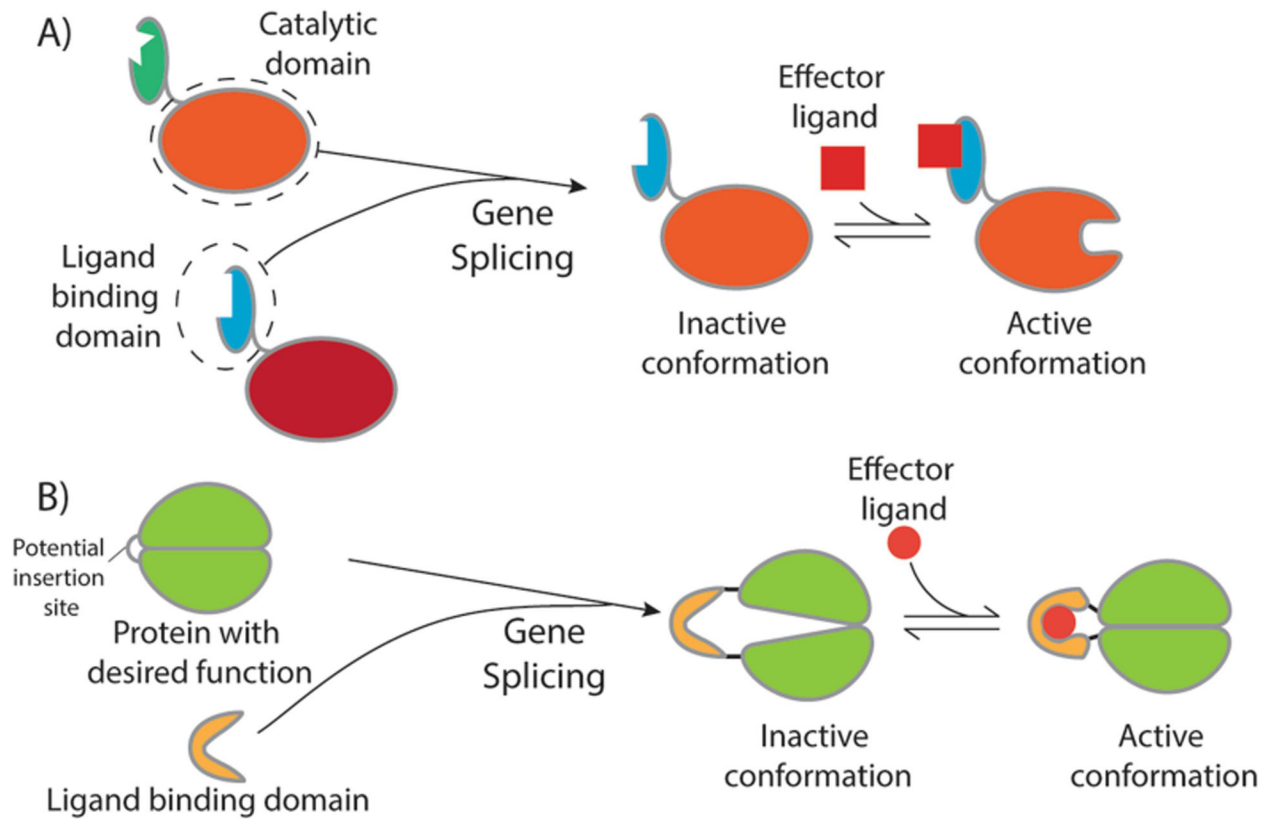 A)
Catalytic
domain
Effector
ligand
Gene
Splicing
Ligand
binding
domain
Inactive
conformation
Active
conformation
B)
Effector
ligand
Potential
insertion
site
Protein with
desired function
Gene
Splicing
Inactive
conformation
Active
conformation
Ligand binding domain